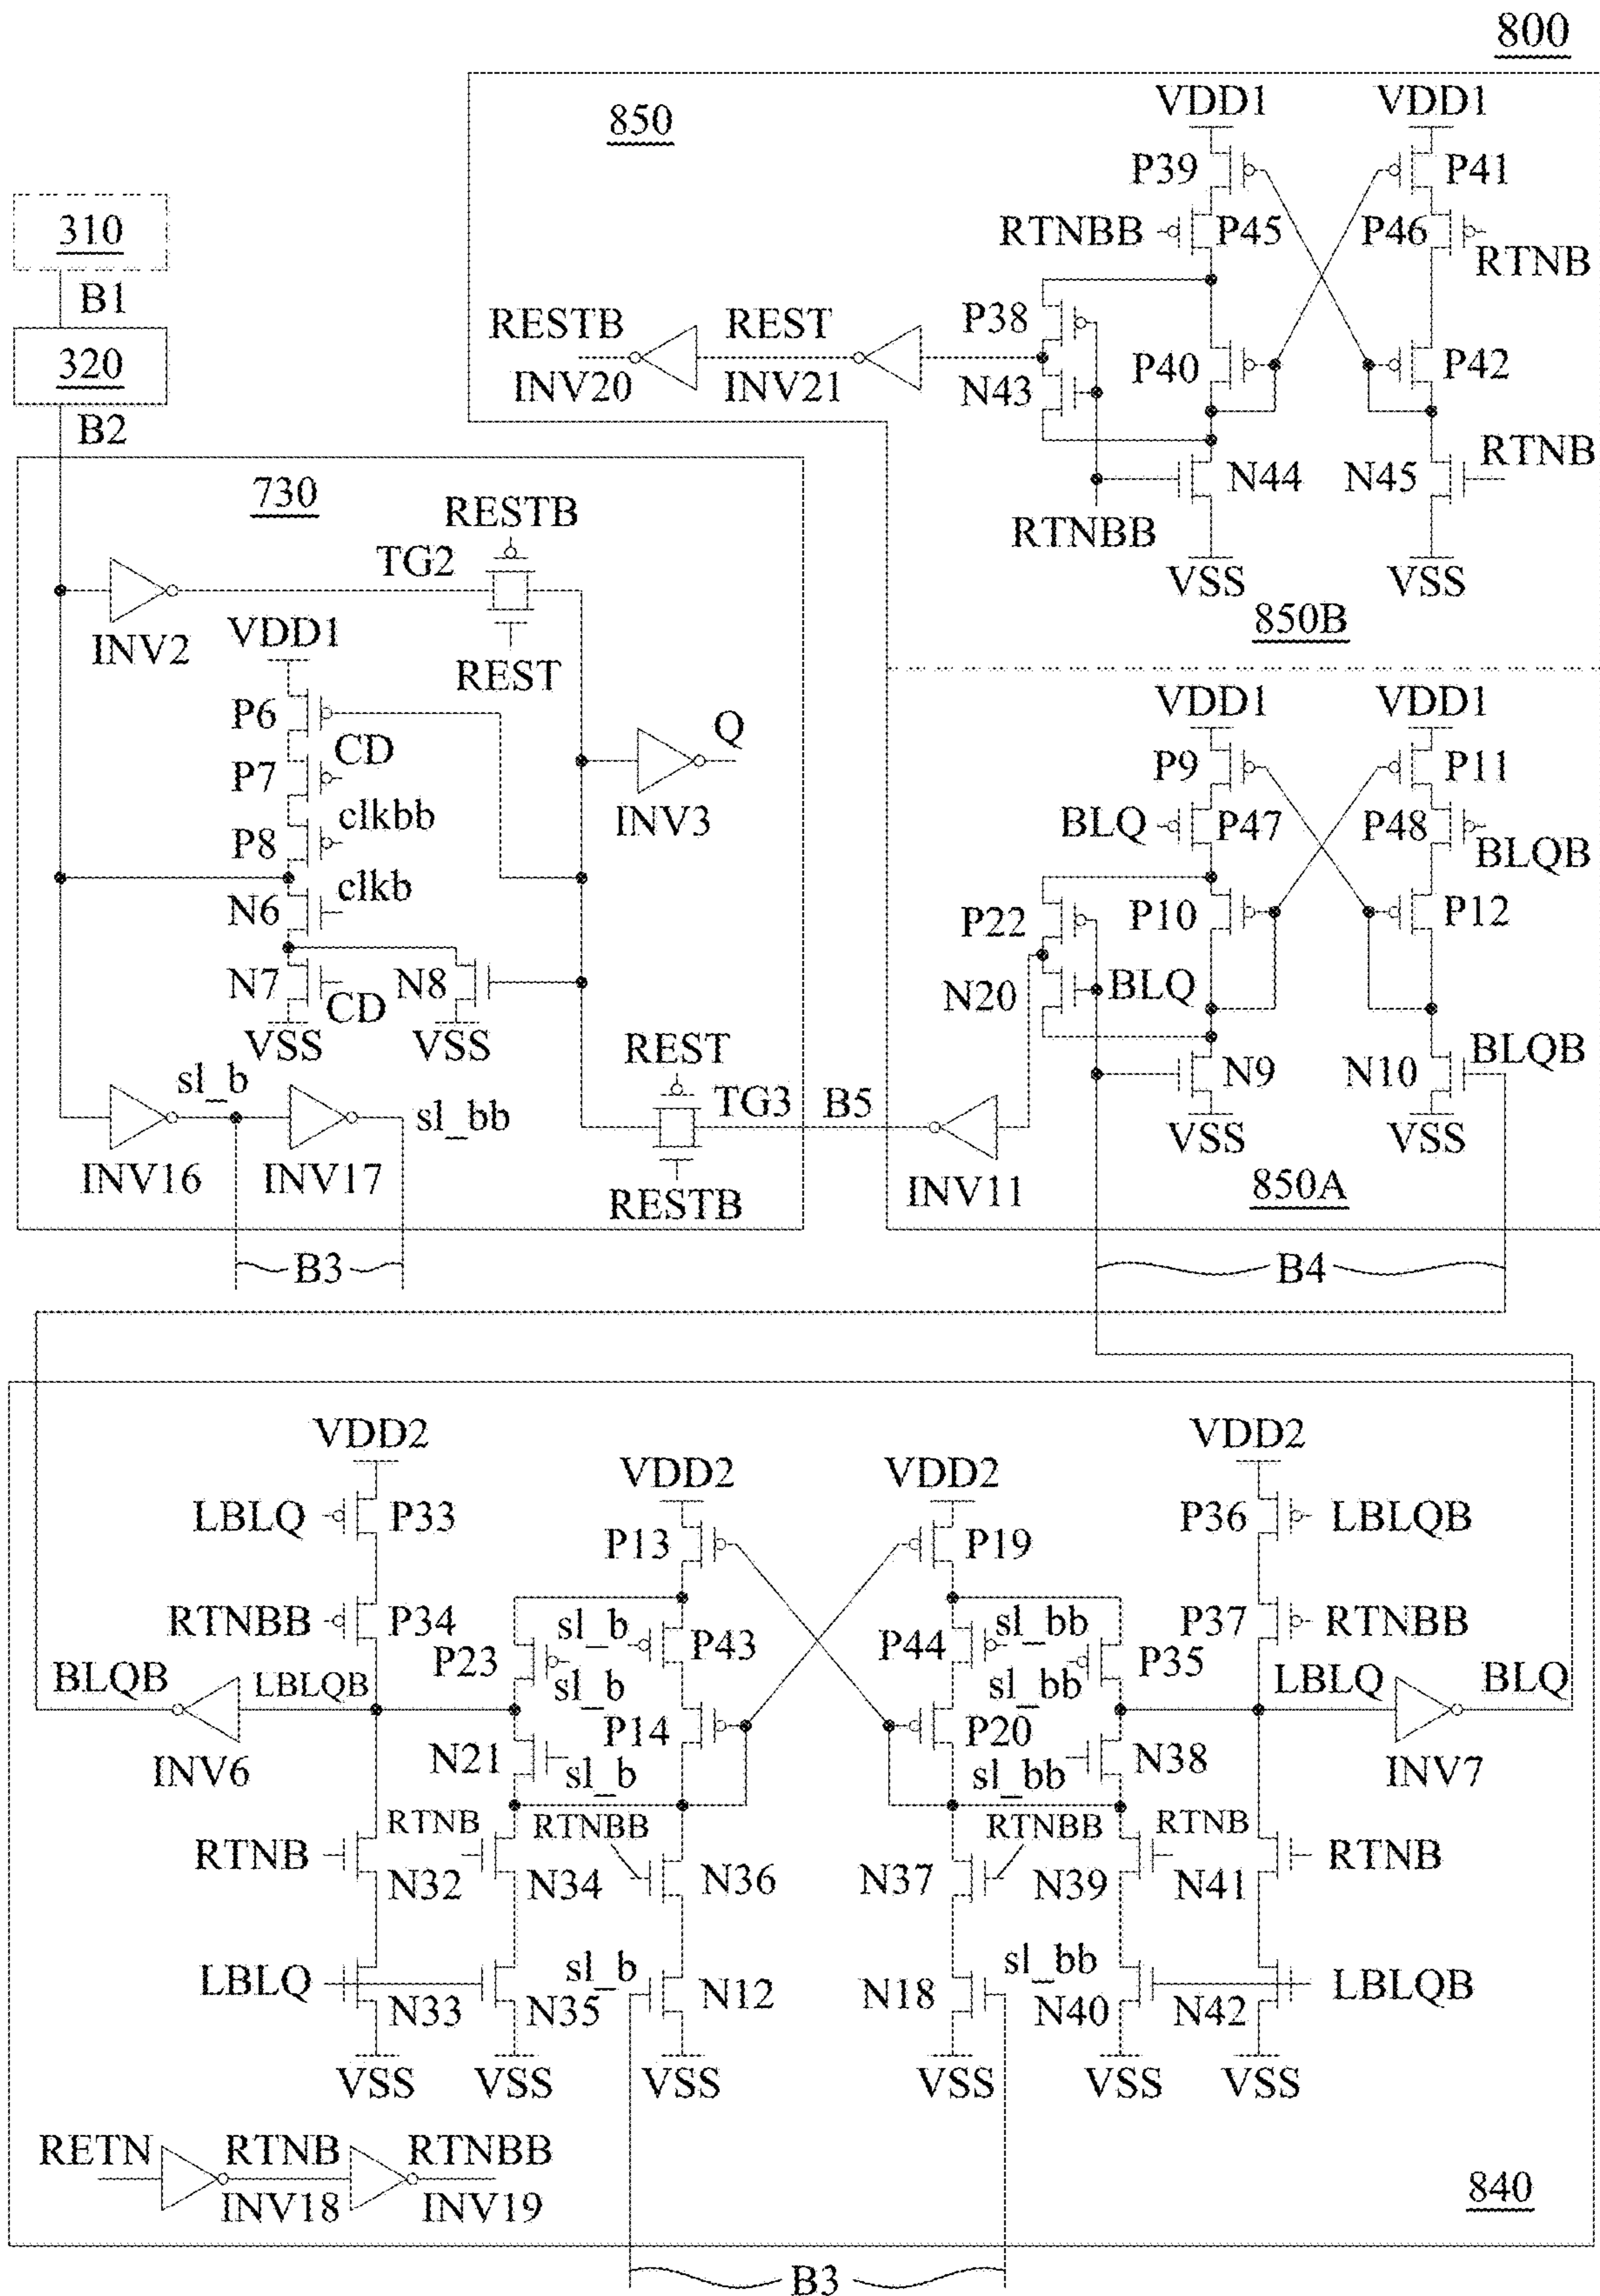 800
850
VDD1 VDD1
P39 P41
RTNBB P45 P46
RTNB
310
B1
RESTB REST P38
320 INV20 INV21 N43 P40 P42
B2
RTNB
730 N44 N45
RESTB RTNBB
TG2 VSS VSS
INV2 VDD1 850B
REST
P6 VDD1 VDD1
CD Q P9 P11
P7
clkbb INV3 BLQ P47 P48
P8 BLQB
clkb
N6 P22 P10 P12
N7 N8 N20 BLQ
CD
VSS VSS REST BLQB
sl_b N9 N10
sl_bb TG3 B5 VSS VSS
INV16 INV17 INV11 850A
RESTB
B3 B4
VDD2 VDD2
VDD2 VDD2
LBLQ P33 P36 LBLQB
P13 P19
RTNBB P34 sl_b sl_bb P37 RTNBB
P23 P43 P44 P35
BLQB LBLQB sl_b sl_bb LBLQ BLQ
P14 P20
INV6 N21 sl_b sl_bb N38 INV7
RTNB RTNBB RTNBB RTNB
RTNB RTNB
N32 N34 N36 N37 N39 N41
sl_b sl_bb
LBLQ LBLQB
N33 N35 N12 N18 N40 N42
VSS VSS VSS VSS VSS VSS
RETN RTNB RTNBB
INV18 INV19 840
B3